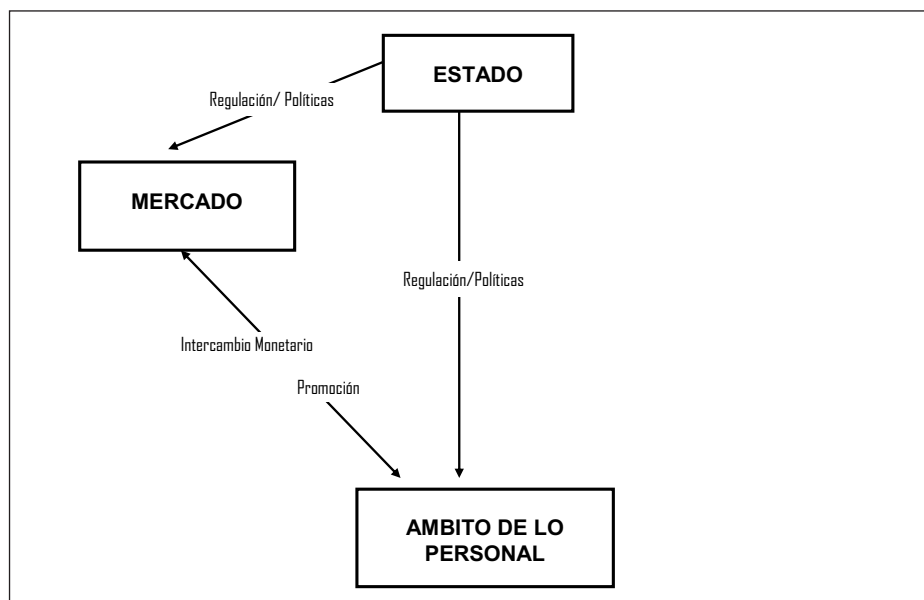 ESTADO
Regulación/ Políticas
MERCADO
Regulación/Políticas
Intercambio Monetario
Promoción
AMBITO DE LO
PERSONAL